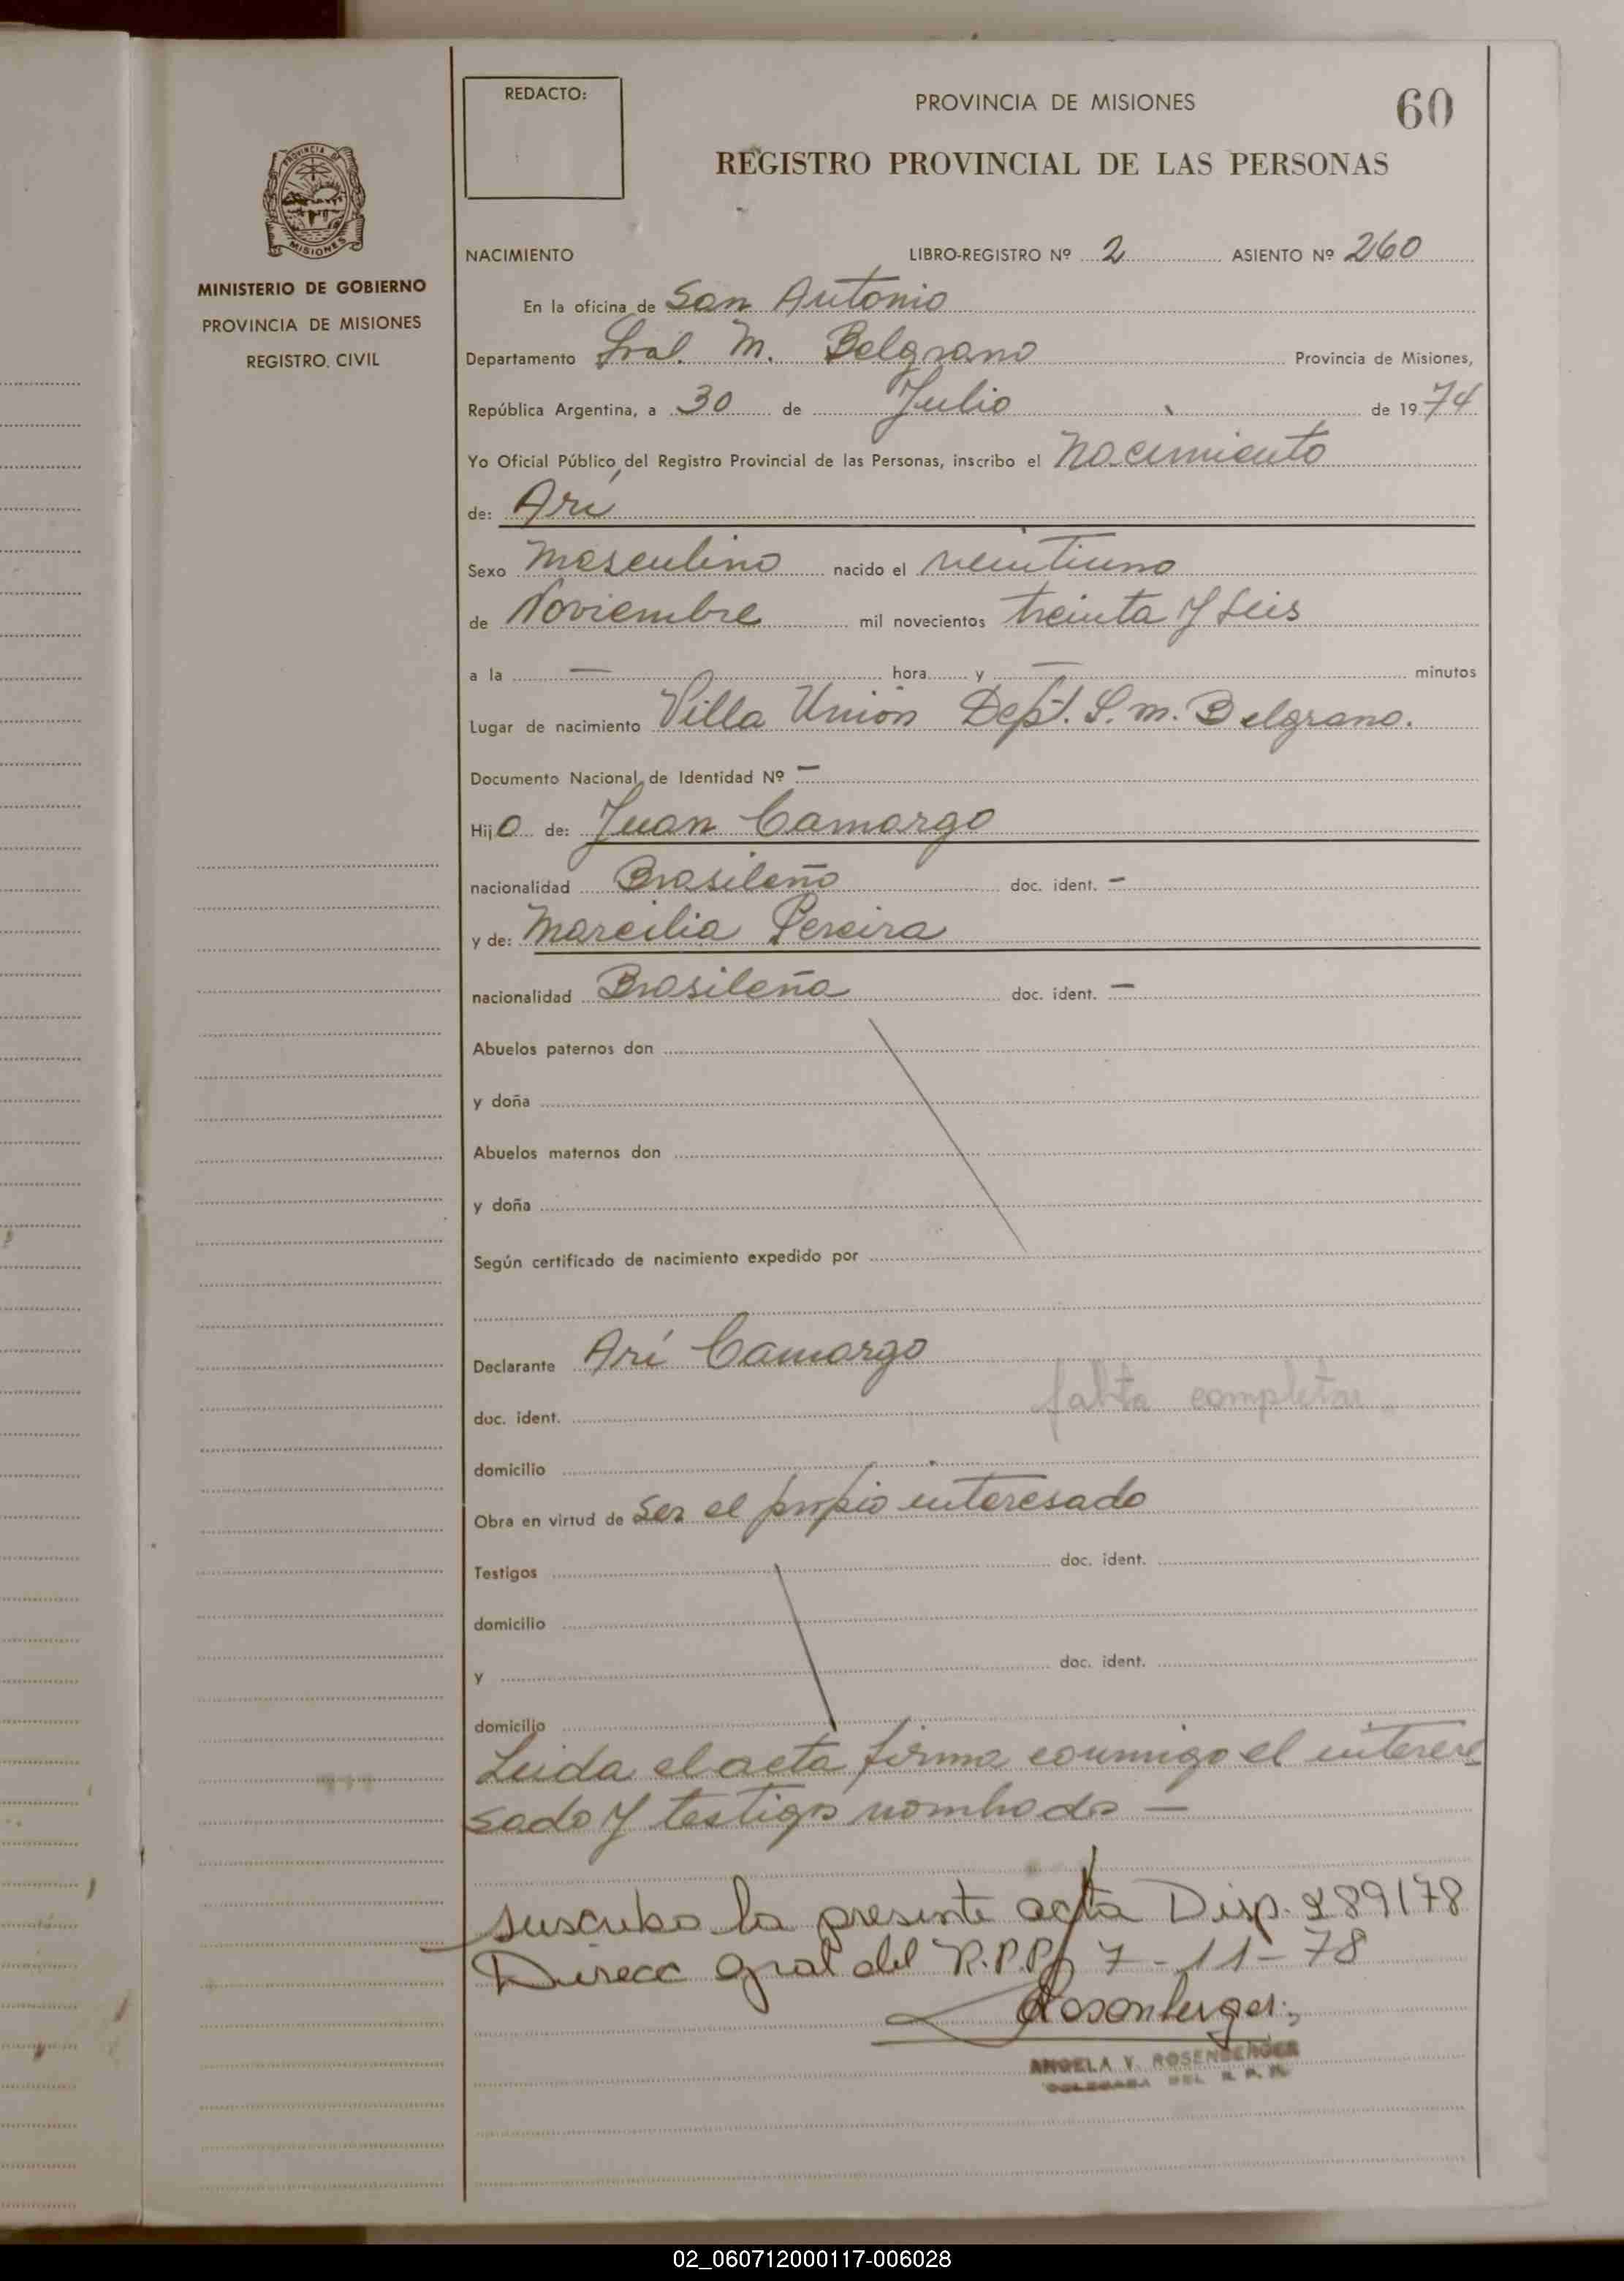 REDACTO:
PROVINCIA DE MISIONES
60
REGISTRO PROVINCIAL DE LAS PERSONAS
PROVINCIA DE
MISIONES
MINISTERIO DE GOBIERNO
PROVINCIA DE MISIONES
REGISTRO. CIVIL
NACIMIENTO LIBRO-REGISTRO Nº 2 ASIENTO Nº 260
En la oficina de San Antonio
Departamento Gral. M. Belgrano Provincia de Misiones,
República Argentina, a 30 de Julio de 1974
Yo Oficial Público, del Registro Provincial de las Personas, inscribo el Nacimiento
de: Arí
Sexo Masculino nacido el veintiuno
de Noviembre mil novecientos treinta y seis
a la — hora y — minutos
Lugar de nacimiento Villa Unión Dept. G. M. Belgrano.
Documento Nacional de Identidad Nº —
Hijo de: Juan Camargo
nacionalidad Brasileño doc. ident. —
y de: Marcilia Pereira
nacionalidad Brasileña doc. ident. —
Abuelos paternos don
y doña
Abuelos maternos don
y doña
Según certificado de nacimiento expedido por
Declarante Arí Camargo
doc. ident. falta completar
domicilio
Obra en virtud de Ser el propio interesado
Testigos doc. ident.
domicilio
y doc. ident.
domicilio
Leida el acta firma conmigo el intere
sado y testigos nombrados —
suscribo la presente acta Disp. 289/78
Direcc Gral del R.P.P. 7-11-78
Rosenberger
ANGELA V. ROSENBERGER
DEL R. P. P.
02_060712000117-006028